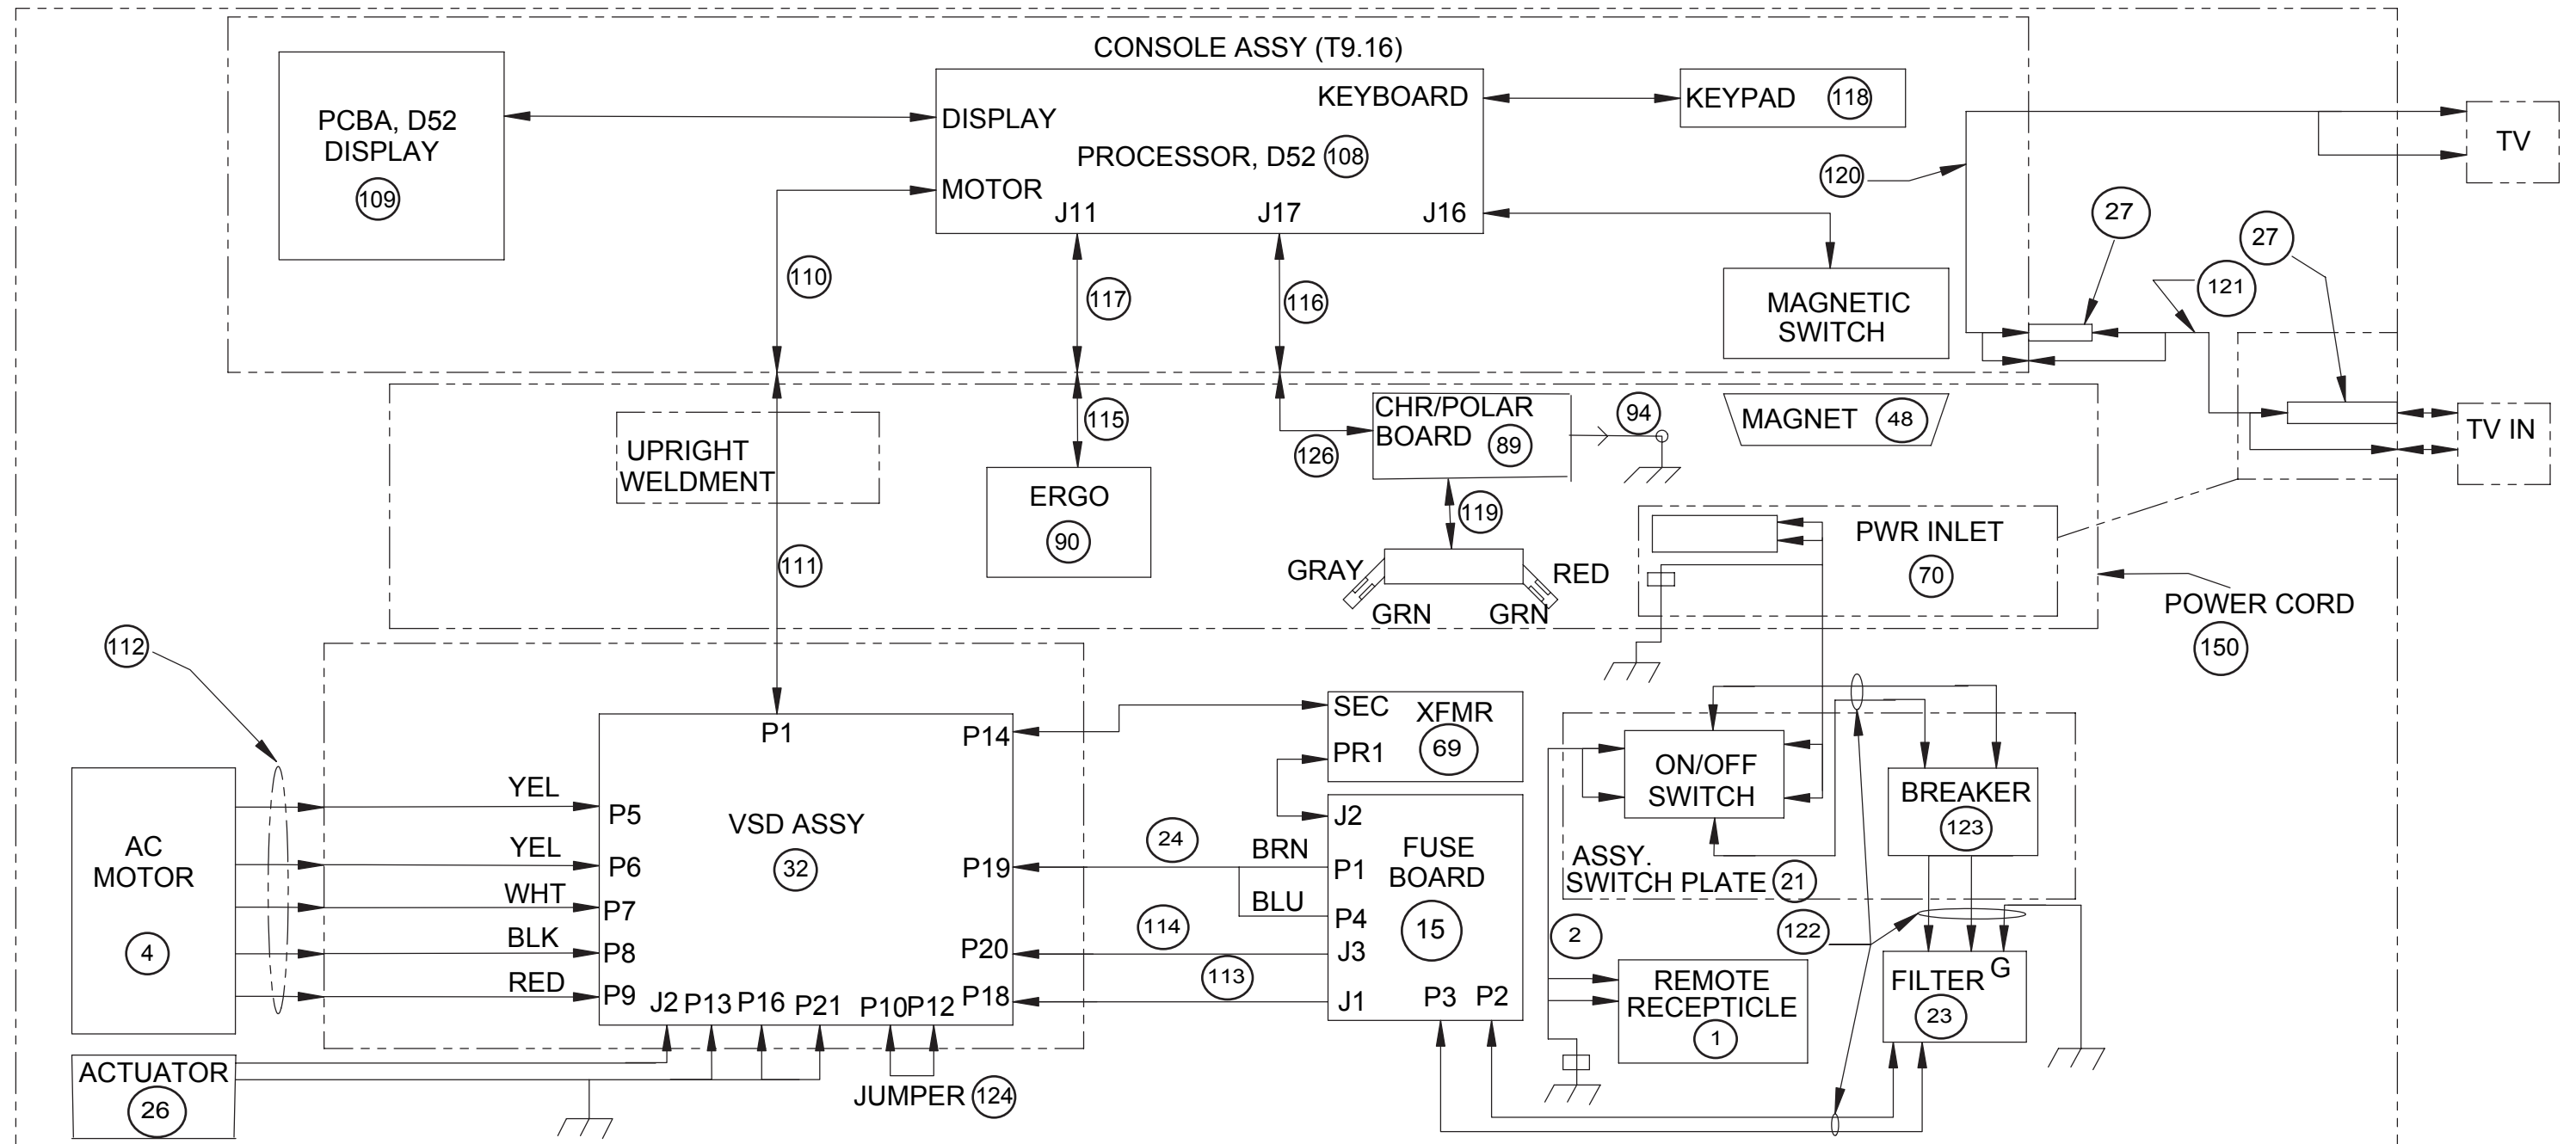 CONSOLE ASSY (T9.16)
PCBA, D52
DISPLAY
109
DISPLAY
KEYBOARD
PROCESSOR, D52 108
MOTOR
J11
J17
J16
KEYPAD 118
120
TV
27
27
121
110
117
116
MAGNETIC
SWITCH
TV IN
UPRIGHT
WELDMENT
115
ERGO
90
111
126
CHR/POLAR
BOARD 89
94
MAGNET 48
119
GRAY
GRN
RED
GRN
PWR INLET
70
POWER CORD
150
112
AC
MOTOR
4
YEL
YEL
WHT
BLK
RED
P1
P14
P5
P6
P7
P8
P9
VSD ASSY
32
P19
P20
P18
J2
P13
P16
P21
P10
P12
ACTUATOR
26
JUMPER 124
SEC
XFMR
PR1
69
24
BRN
BLU
114
113
J2
P1
P4
J3
J1
FUSE
BOARD
15
P3
P2
ON/OFF
SWITCH
BREAKER
123
ASSY.
SWITCH PLATE 21
2
122
REMOTE
RECEPTICLE
1
G
FILTER
23